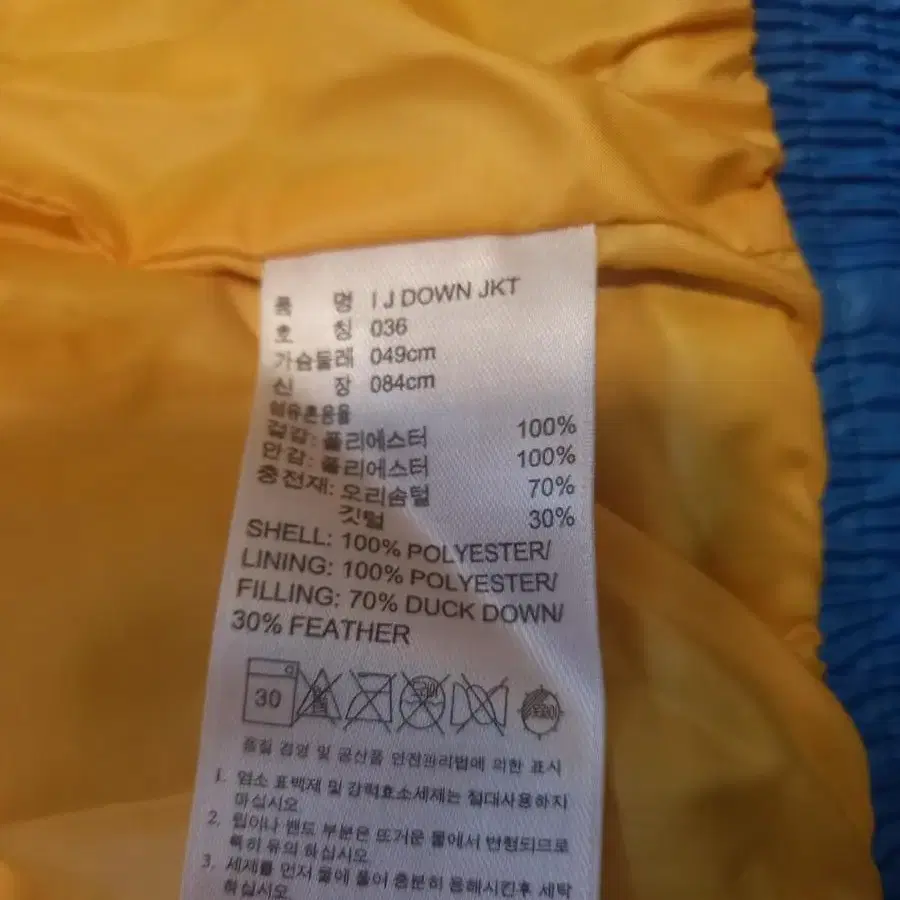 품 명 I J DOWN JKT
호 칭 036
가슴둘레 049cm
신 장 084cm
섬유혼용율
겉감: 폴리에스터 100%
안감: 폴리에스터 100%
충전재: 오리솜털 70%
깃털 30%
SHELL: 100% POLYESTER/
LINING: 100% POLYESTER/
FILLING: 70% DUCK DOWN/
30% FEATHER
30
품질 경영 및 공산품 안전관리법에 의한 표시
1. 염소 표백제 및 강력효소세제는 절대사용하지
마십시오.
2. 립이나 밴드 부분은 뜨거운 물에서 변형되므로
특히 유의 하십시오.
3. 세제를 먼저 물에 풀어 충분히 용해시킨후 세탁
하십시오.